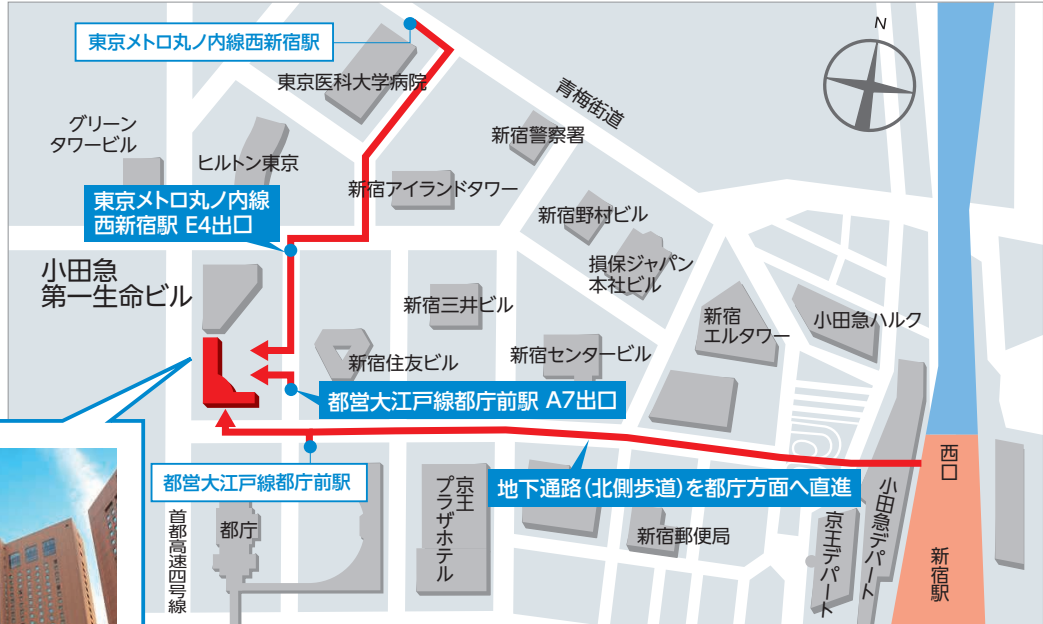 東京メトロ丸ノ内線西新宿駅
N
東京医科大学病院
青梅街道
新宿警察署
グリーン
タワービル
ヒルトン東京
新宿アイランドタワー
東京メトロ丸ノ内線
西新宿駅 E4出口
新宿野村ビル
小田急
第一生命ビル
損保ジャパン
本社ビル
新宿三井ビル
新宿
エルタワー
小田急ハルク
新宿住友ビル
新宿センタービル
都営大江戸線都庁前駅 A7出口
都営大江戸線都庁前駅
地下通路(北側歩道)を都庁方面へ直進
西口
首都高速四号線
都庁
京王
プラザホテル
新宿郵便局
京王デパート
小田急デパート
新宿駅